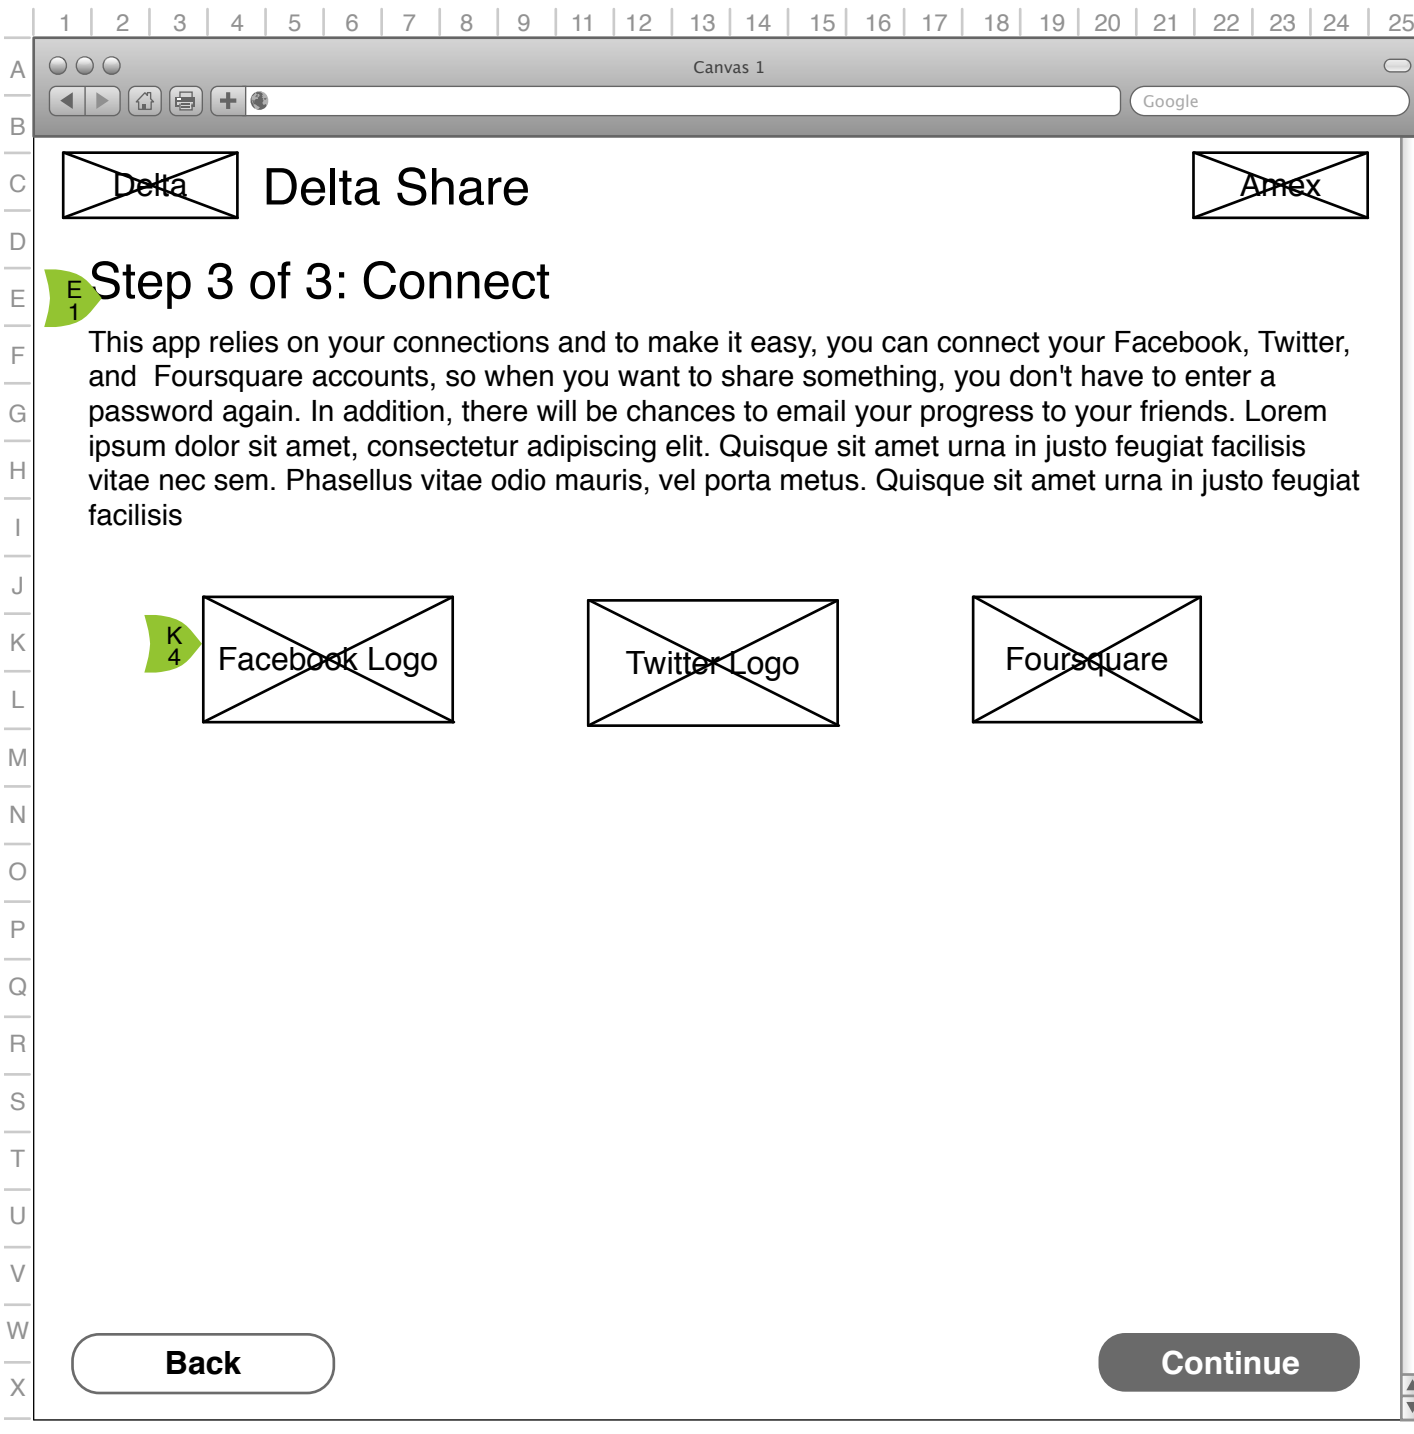 1 2 3 4 5 6 7 8 9 11 12 13 14 15 16 17 18 19 20 21 22 23 24 25
A
Canvas 1
B
Google
C
Delta
Delta Share
Amex
D
E
E
1
Step 3 of 3: Connect
F
This app relies on your connections and to make it easy, you can connect your Facebook, Twitter,
and  Foursquare accounts, so when you want to share something, you don't have to enter a
G
password again. In addition, there will be chances to email your progress to your friends. Lorem
ipsum dolor sit amet, consectetur adipiscing elit. Quisque sit amet urna in justo feugiat facilisis
H
vitae nec sem. Phasellus vitae odio mauris, vel porta metus. Quisque sit amet urna in justo feugiat
facilisis
I
J
K
K
4
Facebook Logo
Twitter Logo
Foursquare
L
M
N
O
P
Q
R
S
T
U
V
W
Back
Continue
X